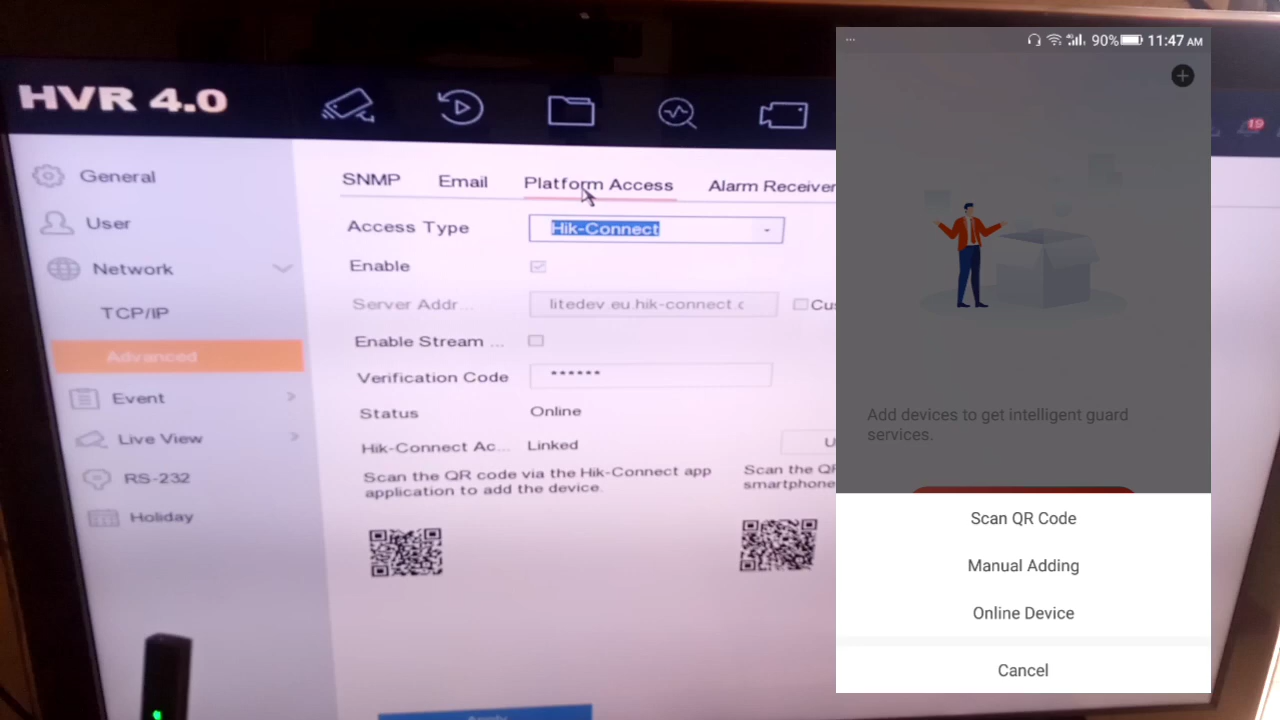 HVR 4.0
19
General
User
Network
TCP/IP
Advanced
Event
Live View
RS-232
Holiday
SNMP Email Platform Access Alarm Receiver
Access Type Hik-Connect
Enable
Server Addr... litedev.eu.hik-connect.c Cus
Enable Stream ...
Verification Code ******
Status Online
Hik-Connect Ac... Linked U
Scan the QR code via the Hik-Connect app
application to add the device.
Scan the QR
smartphone
Apply
... 90% 11:47 AM
Add devices to get intelligent guard
services.
Scan QR Code
Manual Adding
Online Device
Cancel